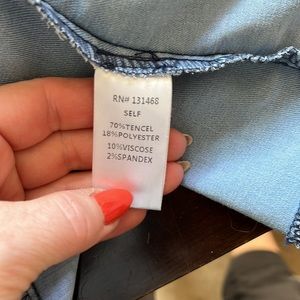 RN# 131468
SELF
70%TENCEL
18%POLYESTER
10%VISCOSE
2%SPANDEX